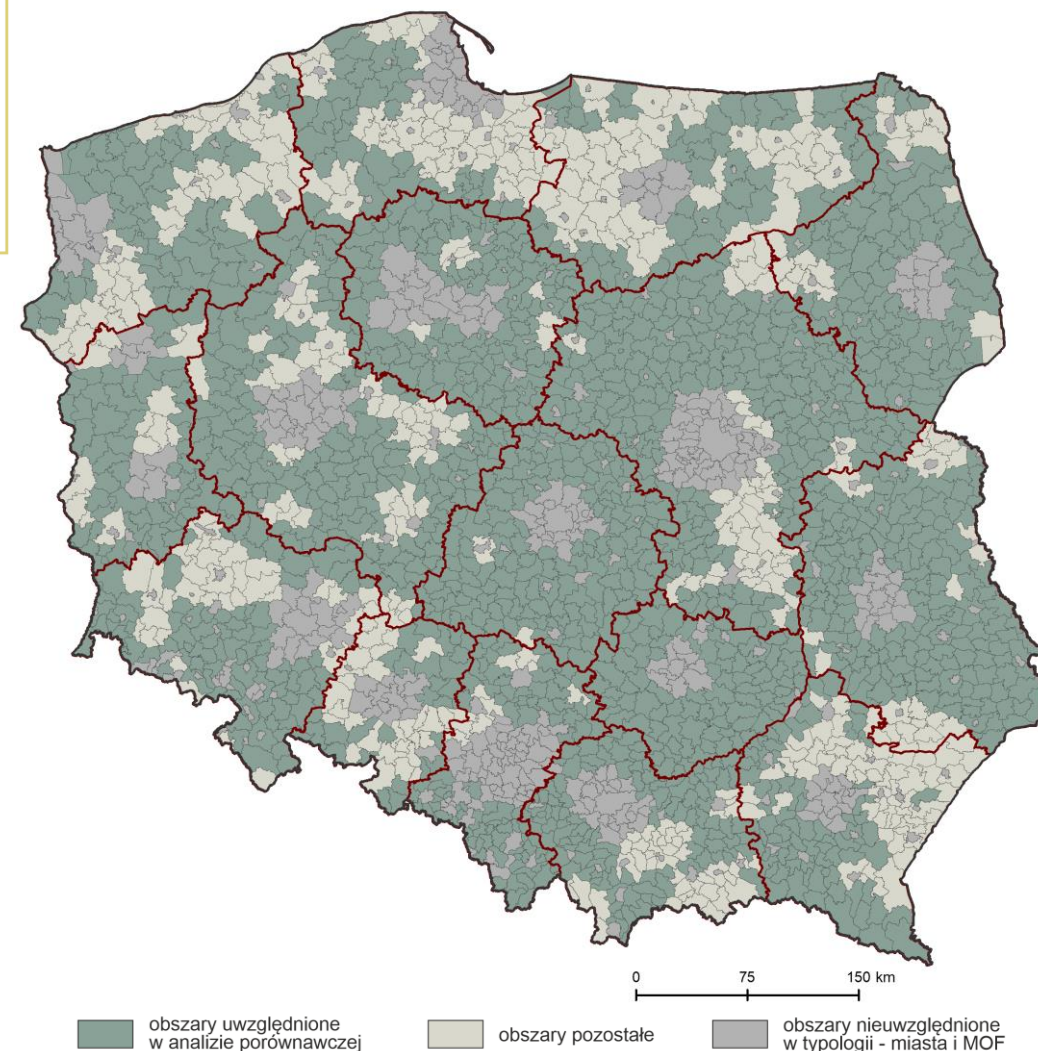 0 75 150 km
obszary uwzględnione
w analizie porównawczej
obszary pozostałe
obszary nieuwzględnione
w typologii - miasta i MOF